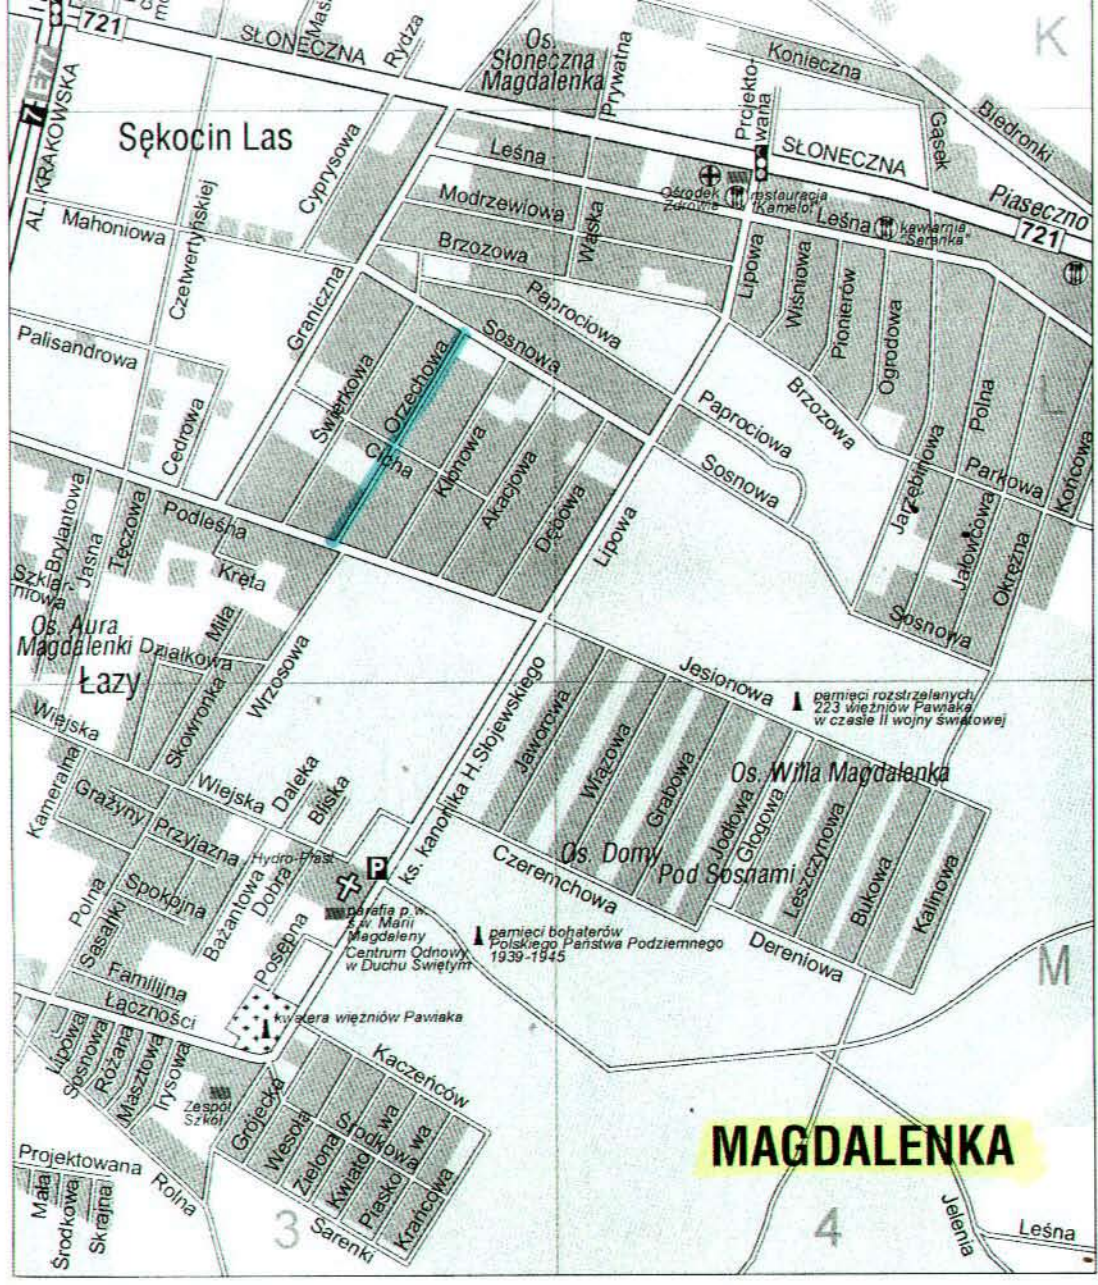 721
SŁONECZNA
Rydza
Os.
Słoneczna
Magdalenka
Prywatna
Projekto-
wana
Konieczna
K
Biedronki
Gąsek
7
AL. KRAKOWSKA
Sękocin Las
Cyprysowa
Leśna
SŁONECZNA
Piaseczno
721
Ośrodek
Zdrowia
restauracja
"Kamelot"
Leśna
kawiarnia
"Saranka"
Modrzewiowa
Wąska
Mahoniowa
Czetwertyńskiej
Brzozowa
Lipowa
Wiśniowa
Pionierów
Ogrodowa
Graniczna
Paprociowa
Sosnowa
Palisandrowa
Świerkowa
Orzechowa
Cicha
Cedrowa
Klonowa
Akacjowa
Dębowa
Brzozowa
Polna
L
Paprociowa
Sosnowa
Jarzębinowa
Parkowa
Końcowa
Jałowcowa
Okrężna
Sosnowa
Podleśna
Lipowa
Brylantowa
Jasna
Tęczowa
Kręta
Szklar-
niowa
Os. Aura
Magdalenki
Miła
Działkowa
Łazy
Skowronka
Wrzosowa
Jesionowa
pamięci rozstrzelanych
223 więźniów Pawiaka
w czasie II wojny światowej
Wiejska
ks. kanonika H.Słojewskiego
Jaworowa
Wiązowa
Grabowa
Os. Willa Magdalenka
Kameralna
Grażyny
Wiejska
Daleka
Bliska
Jodłowa
Głogowa
Leszczynowa
Bukowa
Kalinowa
Przyjazna
Hydro-Plast
P
Czeremchowa
Os. Domy
Pod Sosnami
Polna
Spokojna
Sasanki
Bażantowa
Dobra
parafia p.w.
ś.w. Marii
Magdaleny
Centrum Odnowy
w Duchu Świętym
pamięci bohaterów
Polskiego Państwa Podziemnego
1939-1945
Dereniowa
M
Posępna
Familijna
Łączności
kwatera więźniów Pawiaka
Lipowa
Sosnowa
Różana
Masztowa
Irysowa
Zespół
Szkół
Grójecka
Kaczeńców
Wesoła
Zielona
Środkowa
Kwiatowa
Piaskowa
Krańcowa
Sarenki
MAGDALENKA
Projektowana
Rolna
Mała
Środkowa
Skrajna
3
4
Jelenia
Leśna